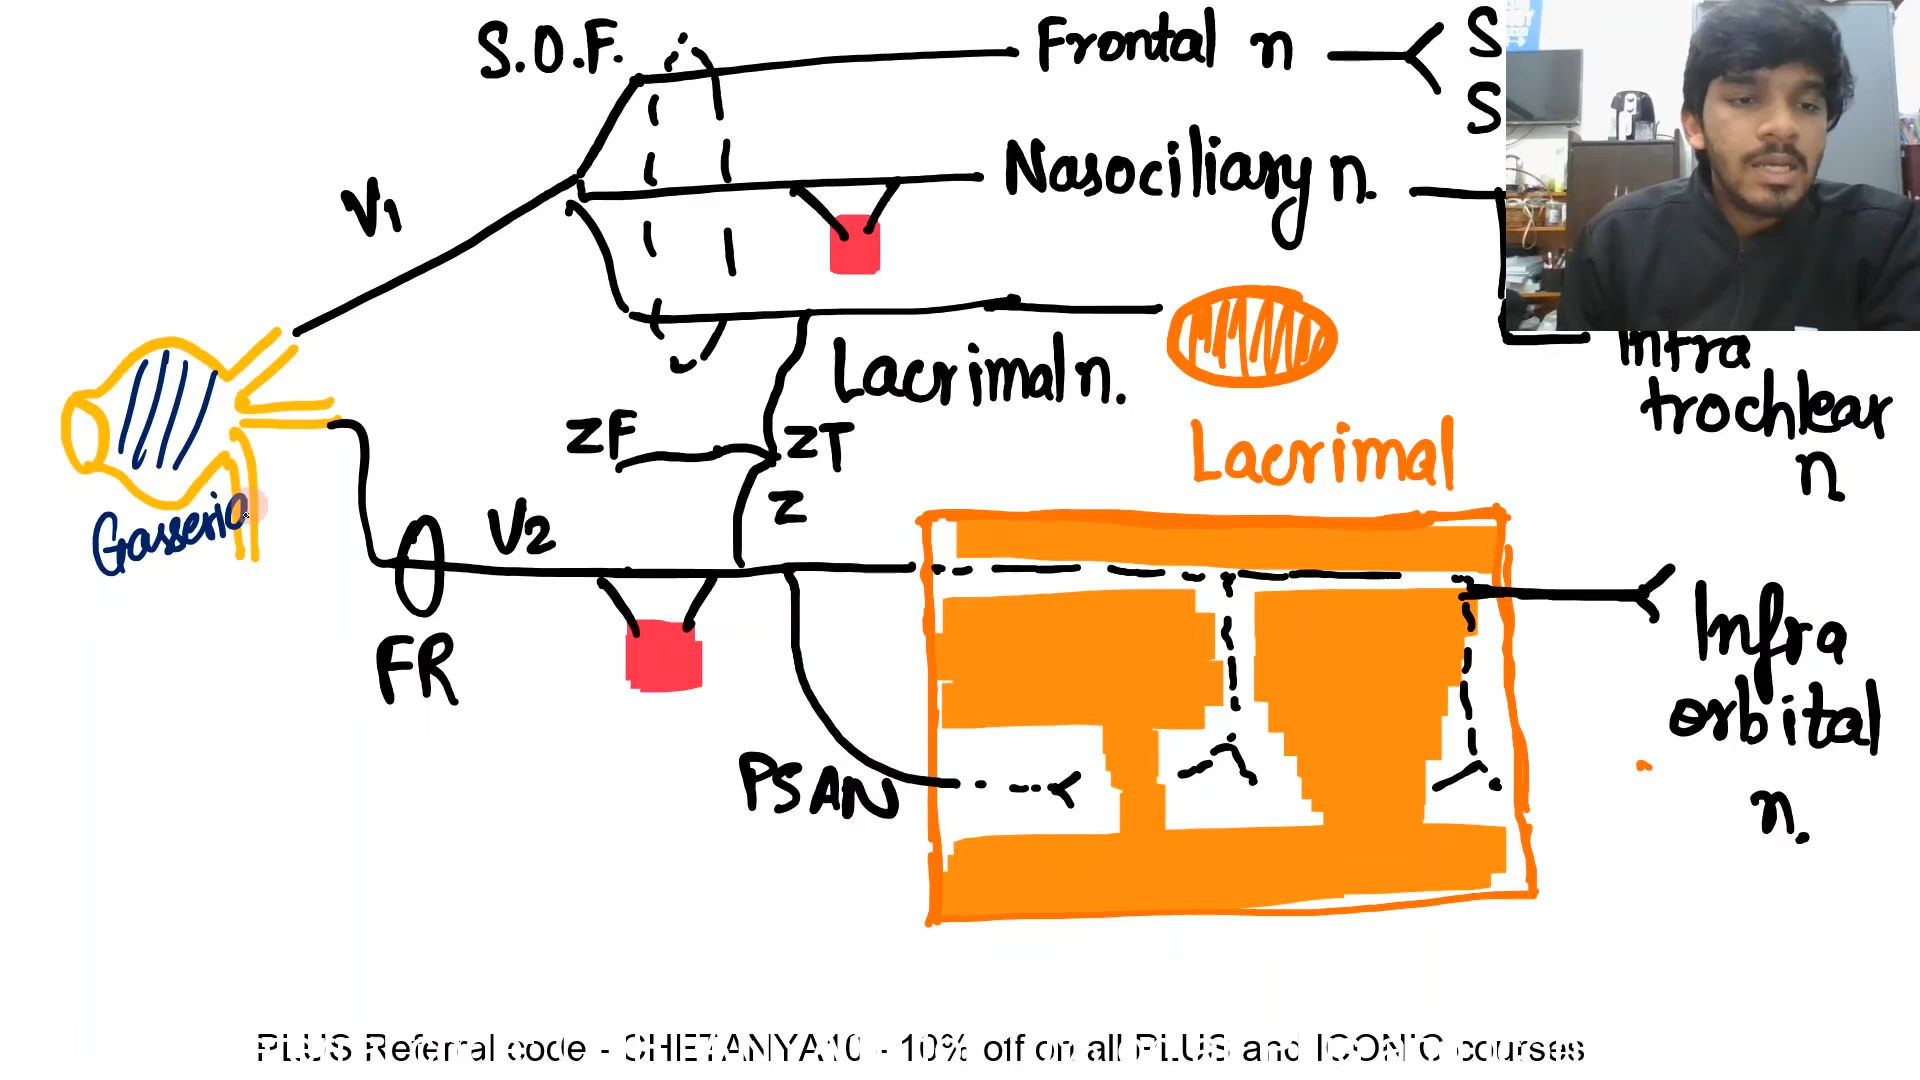 S.O.F.
Frontal n
S
S
Nasociliary n.
V1
Lacrimal n.
Infra
trochlear
n
ZF
ZT
Z
Lacrimal
Gasseria
V2
FR
Infra
orbital
n.
PSAN
PLUS Referral code - CHETANYA10 - 10% off on all PLUS and ICONIC courses